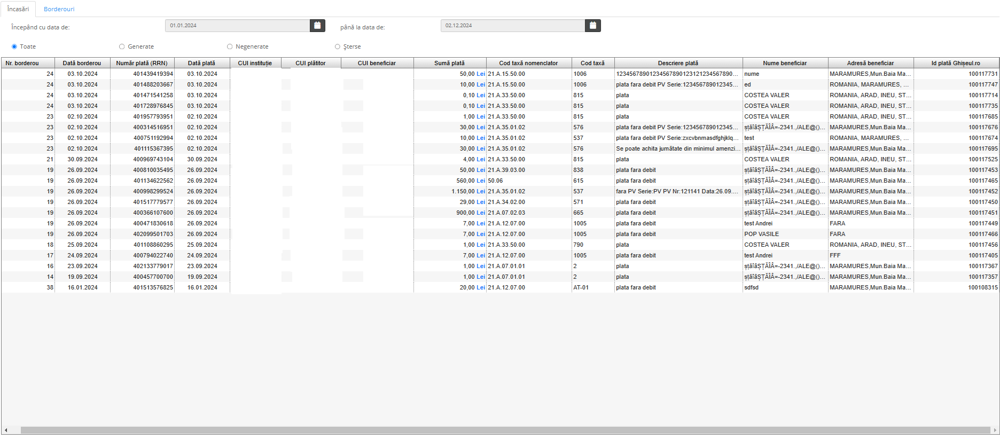 Încasări Borderouri
Începând cu data de: 01.01.2024 până la data de: 02.12.2024
Toate Generate Negenerate Șterse
Nr. borderou Dată borderou Număr plată (RRN) Dată plată CUI instituție CUI plătitor CUI beneficiar Sumă plată Cod taxă nomenclator Cod taxă Descriere plată Nume beneficiar Adresă beneficiar Id plată Ghișeul.ro
24 03.10.2024 401439419394 03.10.2024 50,00 Lei 21.A.15.50.00 1006 12345678901234567890123121234567890... nume MARAMURES,Mun.Baia Ma... 100117731
24 03.10.2024 401488203667 03.10.2024 10,00 Lei 21.A.15.50.00 1006 plata fara debit PV Serie:123456789012345... ed ROMANIA, MARAMURES, ... 100117747
24 03.10.2024 401471541258 03.10.2024 0,10 Lei 21.A.33.50.00 815 plata COSTEA VALER ROMANIA, ARAD, INEU, ST... 100117714
24 03.10.2024 401728976845 03.10.2024 0,10 Lei 21.A.33.50.00 815 plata COSTEA VALER ROMANIA, ARAD, INEU, ST... 100117735
23 02.10.2024 401957793951 02.10.2024 1,00 Lei 21.A.33.50.00 815 plata COSTEA VALER ROMANIA, ARAD, INEU, ST... 100117685
23 02.10.2024 400314516951 02.10.2024 30,00 Lei 21.A.35.01.02 576 plata fara debit PV Serie:123456789012345... șțăîâȘȚĂÎÂ=-2341.,/ALE@()... MARAMURES,Mun.Baia Ma... 100117676
23 02.10.2024 400751192994 02.10.2024 10,00 Lei 21.A.35.01.02 537 plata fara debit PV Serie:zxcvbnmasdfghjklq... test ROMANIA, MARAMURES, ... 100117674
23 02.10.2024 401115367395 02.10.2024 30,00 Lei 21.A.35.01.02 576 Se poate achita jumătate din minimul amenzi... șțăîâȘȚĂÎÂ=-2341.,/ALE@()... MARAMURES,Mun.Baia Ma... 100117695
21 30.09.2024 400969743104 30.09.2024 4,00 Lei 21.A.33.50.00 815 plata COSTEA VALER ROMANIA, ARAD, INEU, ST... 100117525
19 26.09.2024 400810035495 26.09.2024 50,00 Lei 21.A.39.03.00 838 plata fara debit șțăîâȘȚĂÎÂ=-2341.,/ALE@()... MARAMURES,Mun.Baia Ma... 100117453
19 26.09.2024 401134622562 26.09.2024 560,00 Lei 50.06 615 plata fara debit șțăîâȘȚĂÎÂ=-2341.,/ALE@()... MARAMURES,Mun.Baia Ma... 100117465
19 26.09.2024 400998299524 26.09.2024 1.150,00 Lei 21.A.35.01.02 537 fara PV Serie:PV PV Nr:121141 Data:26.09.... șțăîâȘȚĂÎÂ=-2341.,/ALE@()... MARAMURES,Mun.Baia Ma... 100117452
19 26.09.2024 401517779577 26.09.2024 29,00 Lei 21.A.34.02.00 571 plata fara debit șțăîâȘȚĂÎÂ=-2341.,/ALE@()... MARAMURES,Mun.Baia Ma... 100117450
19 26.09.2024 400366107600 26.09.2024 900,00 Lei 21.A.07.02.03 665 plata fara debit șțăîâȘȚĂÎÂ=-2341.,/ALE@()... MARAMURES,Mun.Baia Ma... 100117451
19 26.09.2024 400471830618 26.09.2024 7,00 Lei 21.A.12.07.00 1005 plata fara debit test Andrei FARA 100117449
19 26.09.2024 402099501703 26.09.2024 7,00 Lei 21.A.12.07.00 1005 plata fara debit POP VASILE FARA 100117466
18 25.09.2024 401108860295 25.09.2024 1,00 Lei 21.A.33.50.00 790 plata COSTEA VALER ROMANIA, ARAD, INEU, ST... 100117456
17 24.09.2024 400794022740 24.09.2024 7,00 Lei 21.A.12.07.00 1005 plata fara debit test Andrei FFF 100117405
16 23.09.2024 402133779017 23.09.2024 1,00 Lei 21.A.07.01.01 2 plata șțăîâȘȚĂÎÂ=-2341.,/ALE@()... MARAMURES,Mun.Baia Ma... 100117367
14 19.09.2024 400457700700 19.09.2024 1,00 Lei 21.A.07.01.01 2 plata șțăîâȘȚĂÎÂ=-2341.,/ALE@()... MARAMURES,Mun.Baia Ma... 100117357
38 16.01.2024 401513576825 16.01.2024 20,00 Lei 21.A.12.07.00 AT-01 plata fara debit sdfsd MARAMURES,Mun.Baia Ma... 100108315